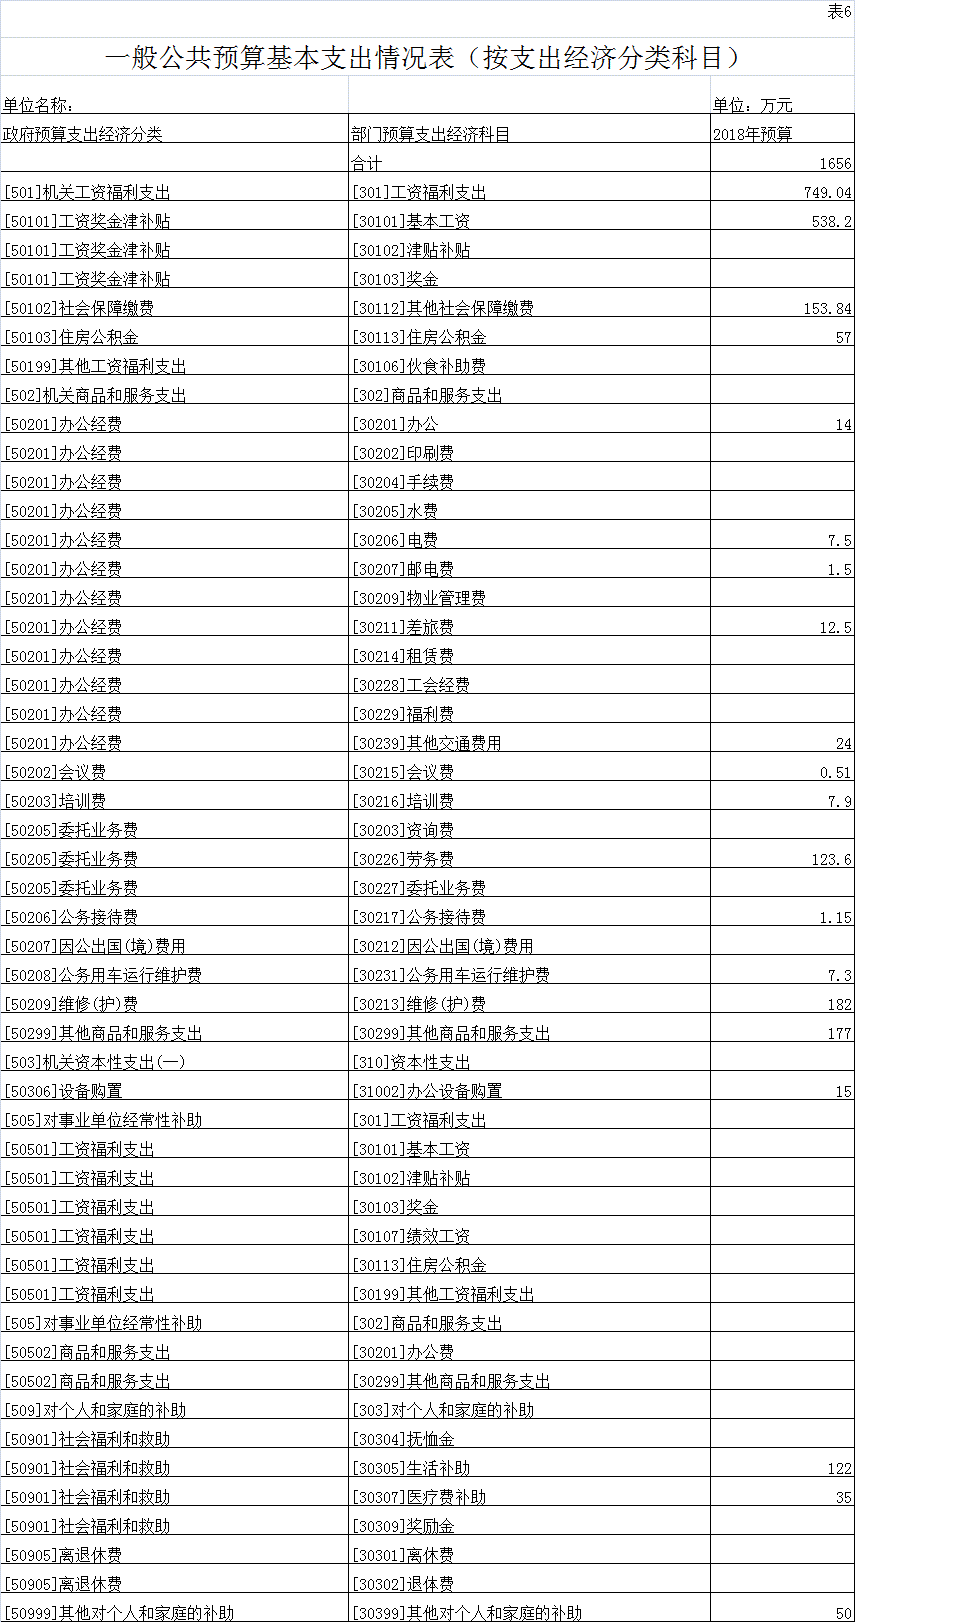 表6
一般公共预算基本支出情况表（按支出经济分类科目）
单位名称： 单位：万元
政府预算支出经济分类 部门预算支出经济科目 2018年预算
合计 1656
[501]机关工资福利支出 [301]工资福利支出 749.04
[50101]工资奖金津补贴 [30101]基本工资 538.2
[50101]工资奖金津补贴 [30102]津贴补贴
[50101]工资奖金津补贴 [30103]奖金
[50102]社会保障缴费 [30112]其他社会保障缴费 153.84
[50103]住房公积金 [30113]住房公积金 57
[50199]其他工资福利支出 [30106]伙食补助费
[502]机关商品和服务支出 [302]商品和服务支出
[50201]办公经费 [30201]办公 14
[50201]办公经费 [30202]印刷费
[50201]办公经费 [30204]手续费
[50201]办公经费 [30205]水费
[50201]办公经费 [30206]电费 7.5
[50201]办公经费 [30207]邮电费 1.5
[50201]办公经费 [30209]物业管理费
[50201]办公经费 [30211]差旅费 12.5
[50201]办公经费 [30214]租赁费
[50201]办公经费 [30228]工会经费
[50201]办公经费 [30229]福利费
[50201]办公经费 [30239]其他交通费用 24
[50202]会议费 [30215]会议费 0.51
[50203]培训费 [30216]培训费 7.9
[50205]委托业务费 [30203]资询费
[50205]委托业务费 [30226]劳务费 123.6
[50205]委托业务费 [30227]委托业务费
[50206]公务接待费 [30217]公务接待费 1.15
[50207]因公出国(境)费用 [30212]因公出国(境)费用
[50208]公务用车运行维护费 [30231]公务用车运行维护费 7.3
[50209]维修(护)费 [30213]维修(护)费 182
[50299]其他商品和服务支出 [30299]其他商品和服务支出 177
[503]机关资本性支出(一) [310]资本性支出
[50306]设备购置 [31002]办公设备购置 15
[505]对事业单位经常性补助 [301]工资福利支出
[50501]工资福利支出 [30101]基本工资
[50501]工资福利支出 [30102]津贴补贴
[50501]工资福利支出 [30103]奖金
[50501]工资福利支出 [30107]绩效工资
[50501]工资福利支出 [30113]住房公积金
[50501]工资福利支出 [30199]其他工资福利支出
[505]对事业单位经常性补助 [302]商品和服务支出
[50502]商品和服务支出 [30201]办公费
[50502]商品和服务支出 [30299]其他商品和服务支出
[509]对个人和家庭的补助 [303]对个人和家庭的补助
[50901]社会福利和救助 [30304]抚恤金
[50901]社会福利和救助 [30305]生活补助 122
[50901]社会福利和救助 [30307]医疗费补助 35
[50901]社会福利和救助 [30309]奖励金
[50905]离退休费 [30301]离休费
[50905]离退休费 [30302]退体费
[50999]其他对个人和家庭的补助 [30399]其他对个人和家庭的补助 50